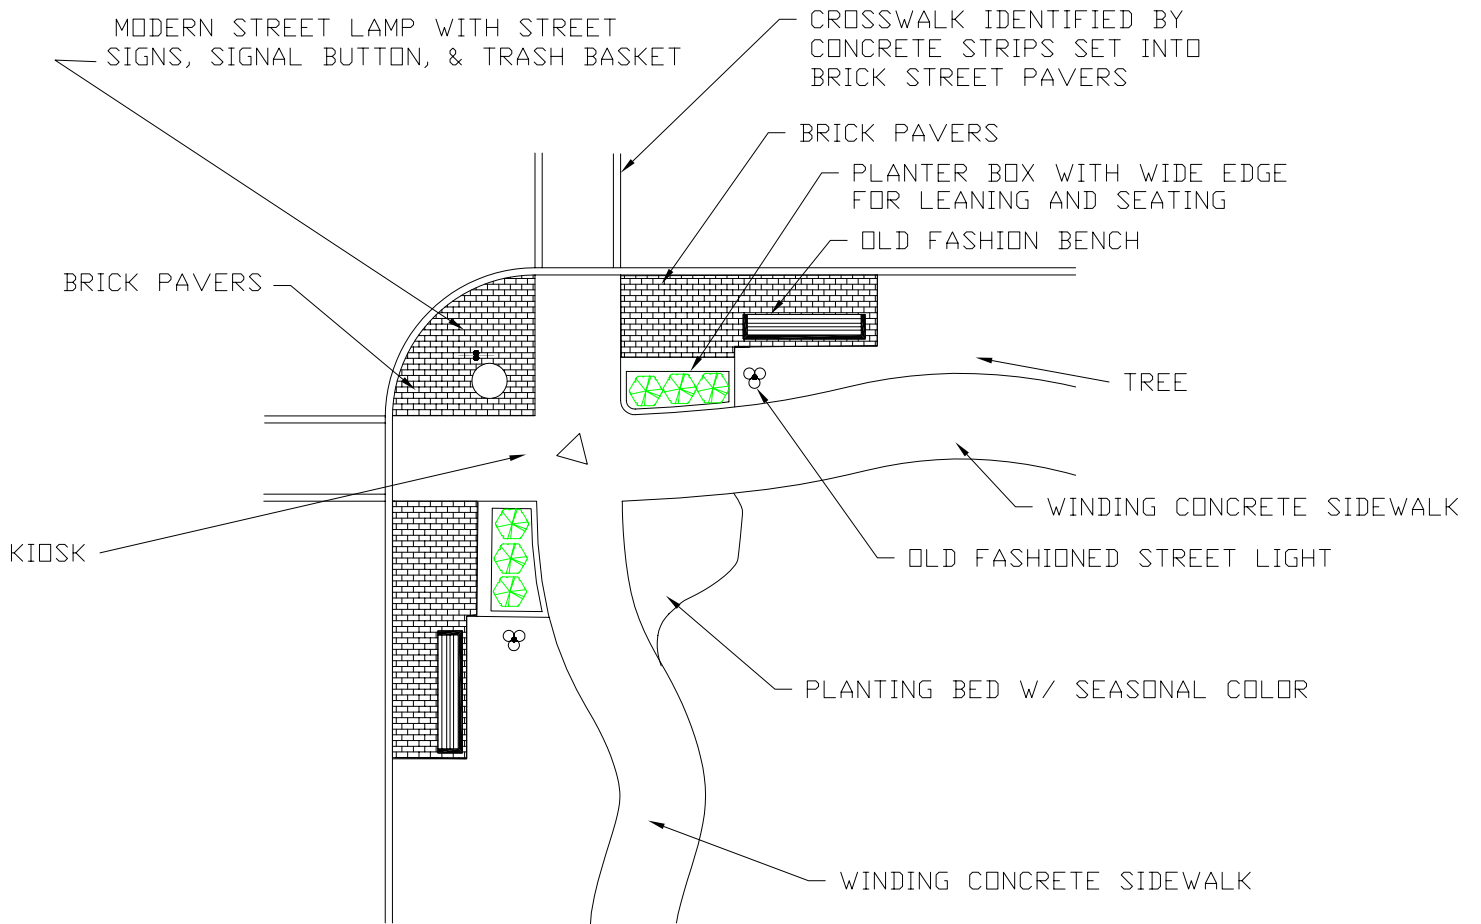 MODERN STREET LAMP WITH STREET
SIGNS, SIGNAL BUTTON, & TRASH BASKET
CROSSWALK IDENTIFIED BY
CONCRETE STRIPS SET INTO
BRICK STREET PAVERS
BRICK PAVERS
PLANTER BOX WITH WIDE EDGE
FOR LEANING AND SEATING
OLD FASHION BENCH
BRICK PAVERS
TREE
WINDING CONCRETE SIDEWALK
KIOSK
OLD FASHIONED STREET LIGHT
PLANTING BED W/ SEASONAL COLOR
WINDING CONCRETE SIDEWALK